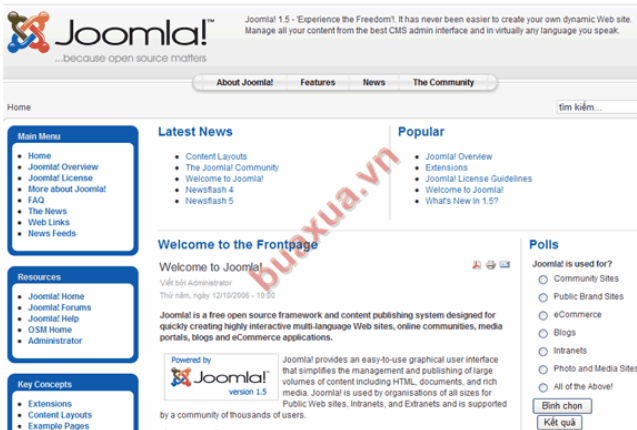 Joomla!™
...because open source matters
Joomla! 1.5 - 'Experience the Freedom'!. It has never been easier to create your own dynamic Web site.
Manage all your content from the best CMS admin interface and in virtually any language you speak.
About Joomla! Features News The Community
Home
tìm kiếm...
Main Menu
Home
Joomla! Overview
Joomla! License
More about Joomla!
FAQ
The News
Web Links
News Feeds
Resources
Joomla! Home
Joomla! Forums
Joomla! Help
OSM Home
Administrator
Key Concepts
Extensions
Content Layouts
Example Pages
Latest News
Content Layouts
The Joomla! Community
Welcome to Joomla!
Newsflash 4
Newsflash 5
Popular
Joomla! Overview
Extensions
Joomla! License Guidelines
Welcome to Joomla!
What's New In 1.5?
buaxua.vn
Welcome to the Frontpage
Welcome to Joomla!
Viết bởi Administrator
Thứ năm, ngày 12/10/2006 - 10:00
Joomla! is a free open source framework and content publishing system designed for
quickly creating highly interactive multi-language Web sites, online communities, media
portals, blogs and eCommerce applications.
Powered by
Joomla!
version 1.5
Joomla! provides an easy-to-use graphical user interface
that simplifies the management and publishing of large
volumes of content including HTML, documents, and rich
media. Joomla! is used by organisations of all sizes for
Public Web sites, Intranets, and Extranets and is supported
by a community of thousands of users.
Polls
Joomla! is used for?
Community Sites
Public Brand Sites
eCommerce
Blogs
Intranets
Photo and Media Sites
All of the Above!
Bình chọn
Kết quả